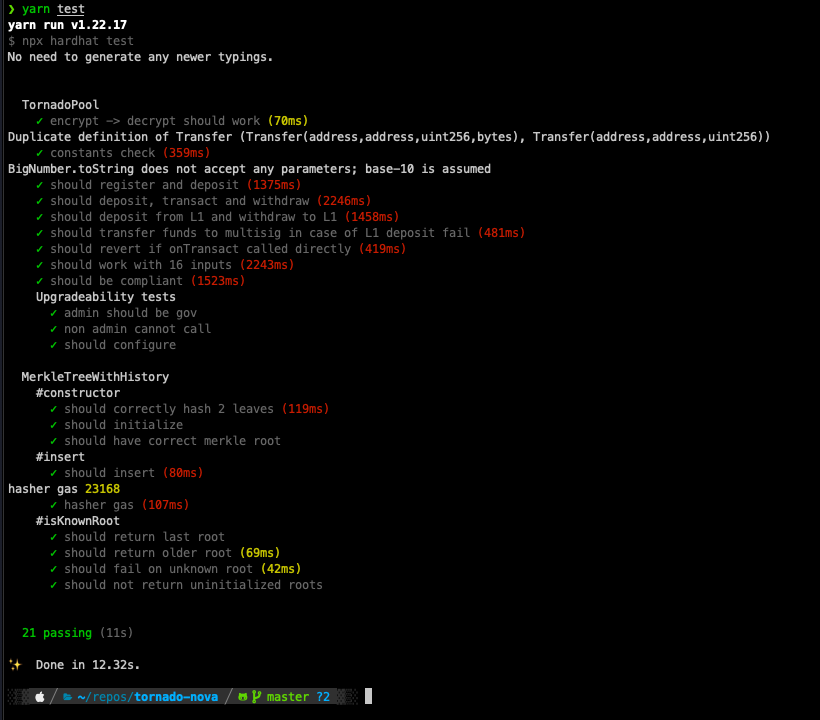 ❯ yarn test
yarn run v1.22.17
$ npx hardhat test
No need to generate any newer typings.
TornadoPool
✓ encrypt -> decrypt should work (70ms)
Duplicate definition of Transfer (Transfer(address,address,uint256,bytes), Transfer(address,address,uint256))
✓ constants check (359ms)
BigNumber.toString does not accept any parameters; base-10 is assumed
✓ should register and deposit (1375ms)
✓ should deposit, transact and withdraw (2246ms)
✓ should deposit from L1 and withdraw to L1 (1458ms)
✓ should transfer funds to multisig in case of L1 deposit fail (481ms)
✓ should revert if onTransact called directly (419ms)
✓ should work with 16 inputs (2243ms)
✓ should be compliant (1523ms)
Upgradeability tests
✓ admin should be gov
✓ non admin cannot call
✓ should configure
MerkleTreeWithHistory
#constructor
✓ should correctly hash 2 leaves (119ms)
✓ should initialize
✓ should have correct merkle root
#insert
✓ should insert (80ms)
hasher gas 23168
✓ hasher gas (107ms)
#isKnownRoot
✓ should return last root
✓ should return older root (69ms)
✓ should fail on unknown root (42ms)
✓ should not return uninitialized roots
21 passing (11s)
✨ Done in 12.32s.
~/repos/tornado-nova master ?2